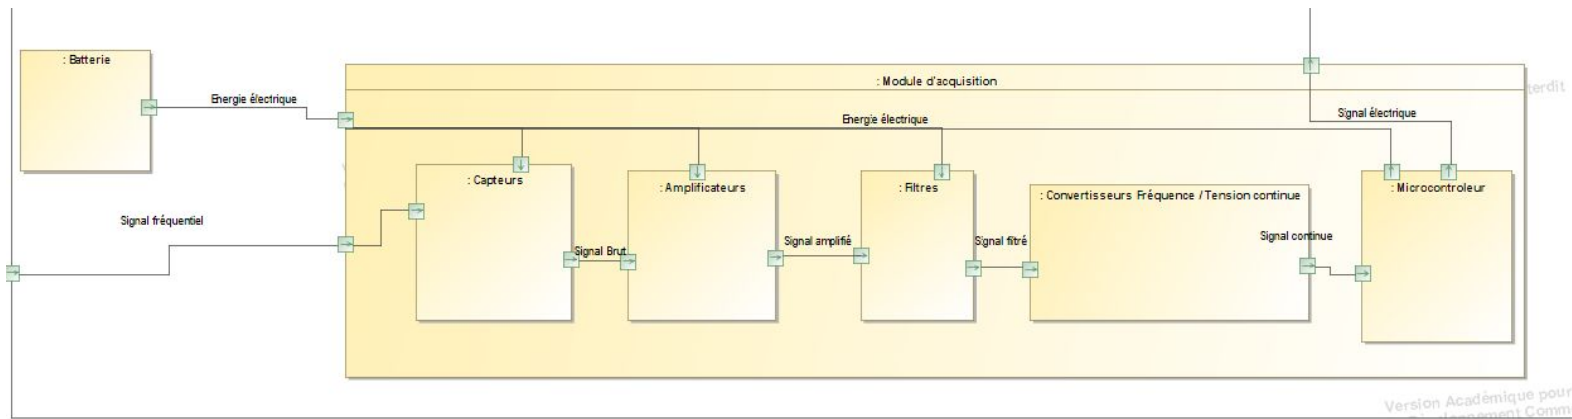 : Batterie
: Module d'acquisition
terdit
Energie électrique
Energie électrique
Signal électrique
: Capteurs
: Amplificateurs
: Filtres
: Convertisseurs Fréquence / Tension continue
: Microcontroleur
Signal fréquentiel
Signal Brut
Signal amplifié
Signal filtré
Signal continue
Version Académique pour